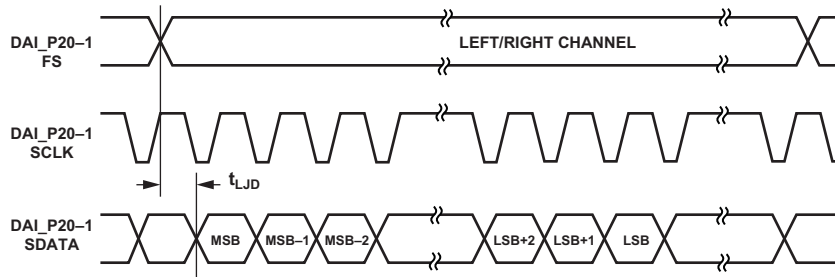 DAI_P20–1
FS
LEFT/RIGHT CHANNEL
DAI_P20–1
SCLK
tLJD
DAI_P20–1
SDATA
MSB
MSB–1
MSB–2
LSB+2
LSB+1
LSB